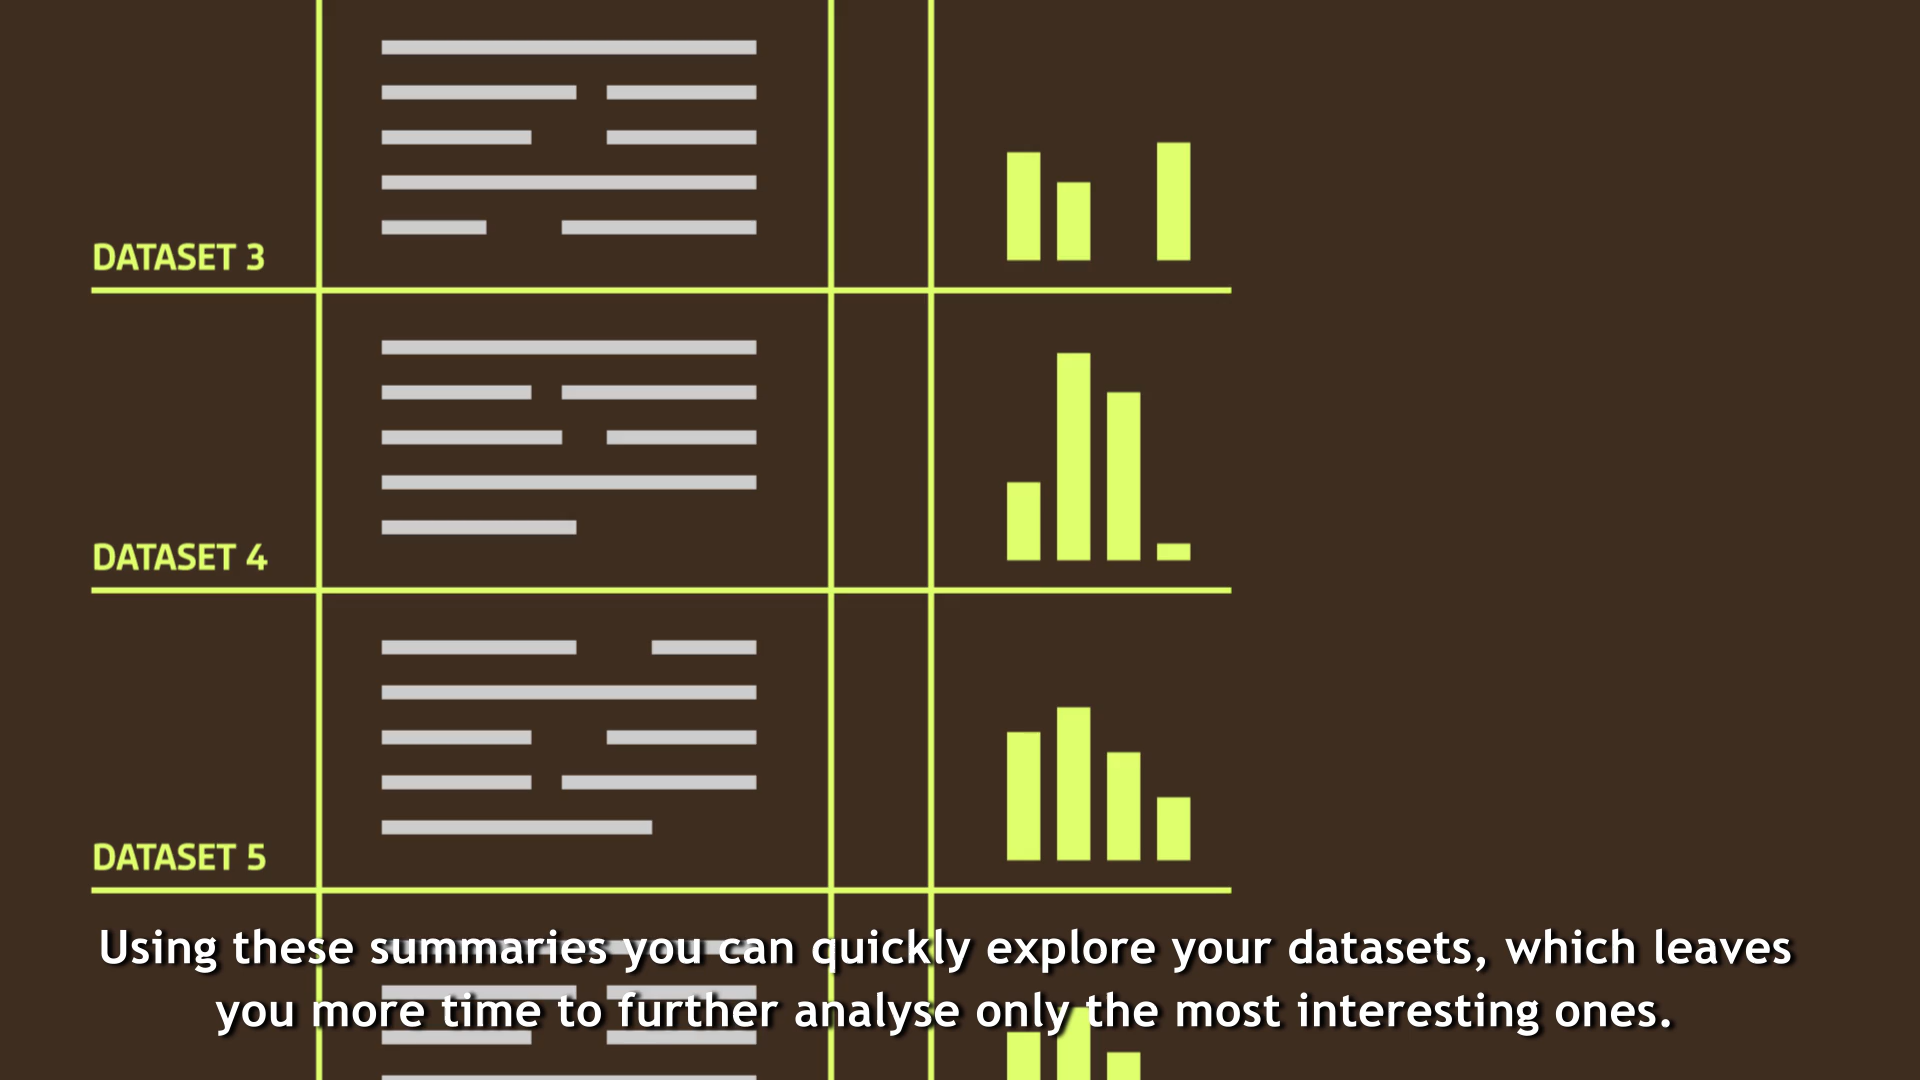 DATASET 3
DATASET 4
DATASET 5
Using these summaries you can quickly explore your datasets, which leaves
you more time to further analyse only the most interesting ones.